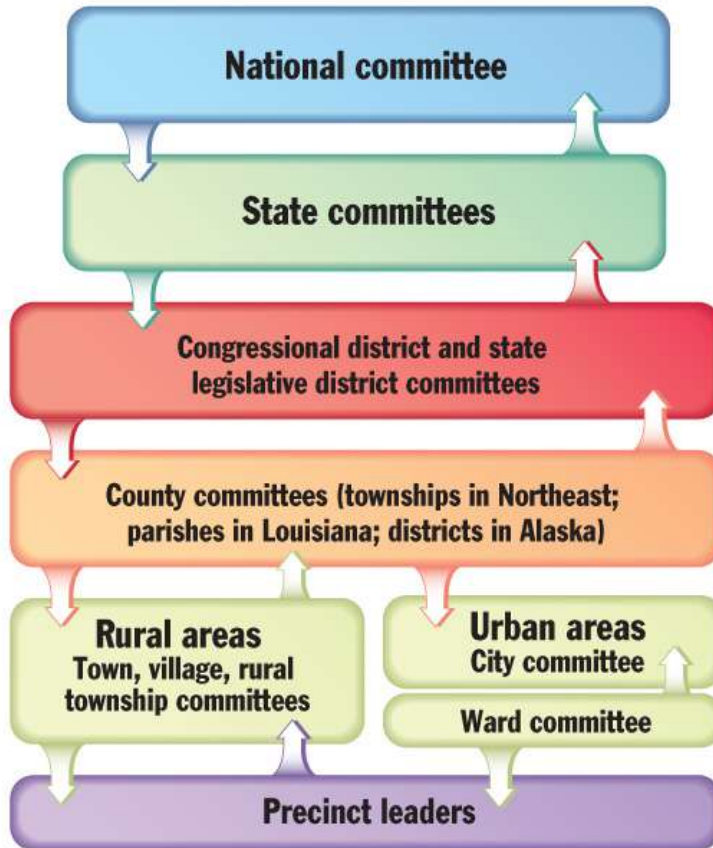 National committee
State committees
Congressional district and state
legislative district committees
County committees (townships in Northeast;
parishes in Louisiana; districts in Alaska)
Rural areas
Town, village, rural
township committees
Urban areas
City committee
Ward committee
Precinct leaders